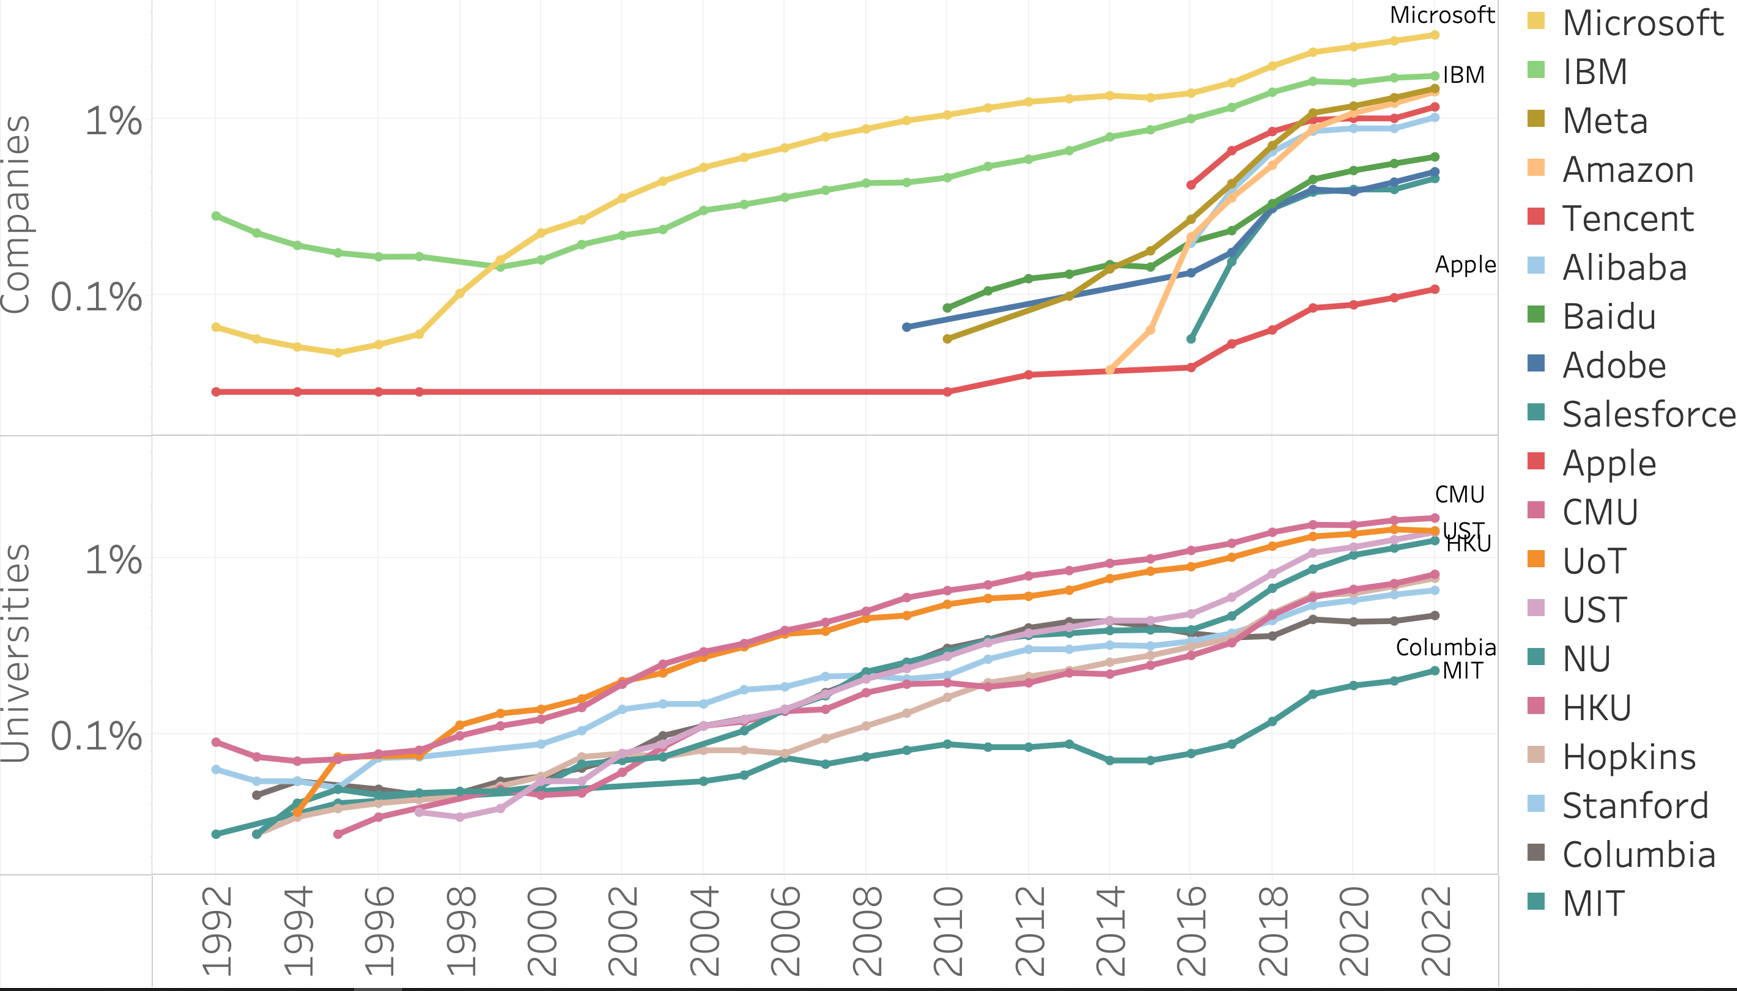 Companies
1%
0.1%
Microsoft
IBM
Apple
Universities
1%
0.1%
CMU
UST
HKU
Columbia
MIT
1992
1994
1996
1998
2000
2002
2004
2006
2008
2010
2012
2014
2016
2018
2020
2022
Microsoft
IBM
Meta
Amazon
Tencent
Alibaba
Baidu
Adobe
Salesforce
Apple
CMU
UoT
UST
NU
HKU
Hopkins
Stanford
Columbia
MIT